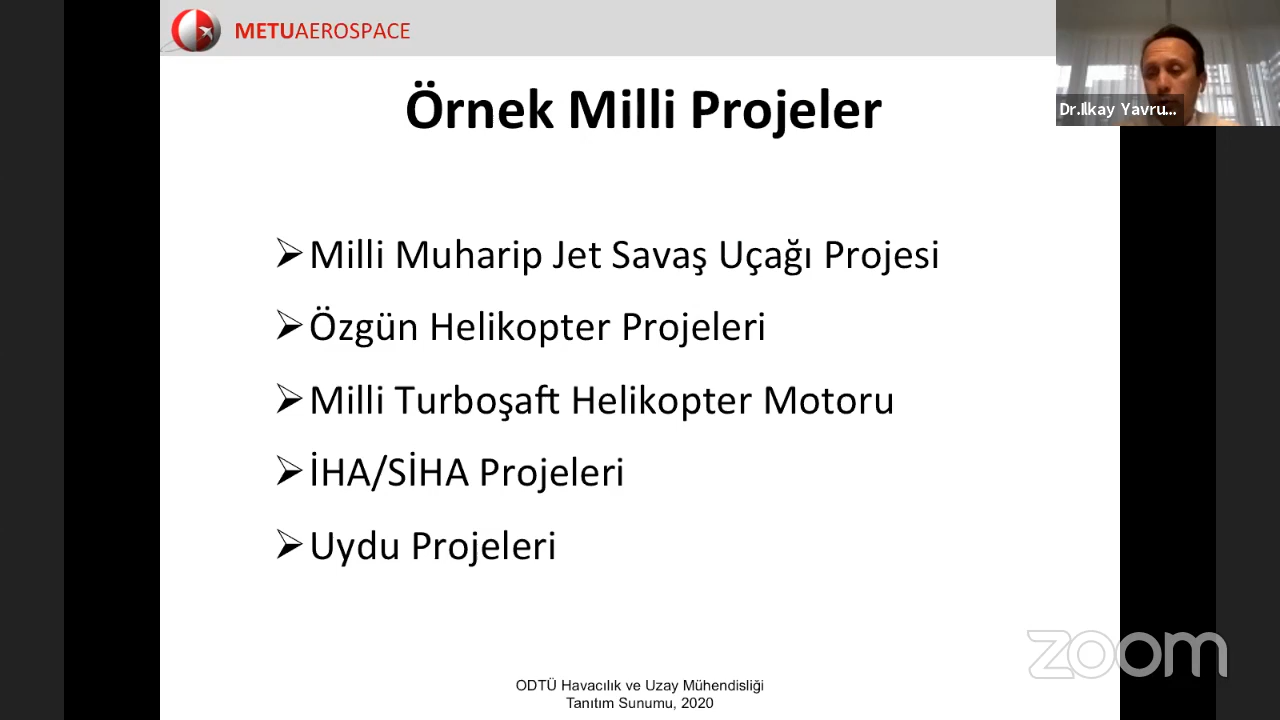 METUAEROSPACE
Dr.Ilkay Yavru...
Örnek Milli Projeler
Milli Muharip Jet Savaş Uçağı Projesi
Özgün Helikopter Projeleri
Milli Turboşaft Helikopter Motoru
İHA/SİHA Projeleri
Uydu Projeleri
zoom
ODTÜ Havacılık ve Uzay Mühendisliği
Tanıtım Sunumu, 2020